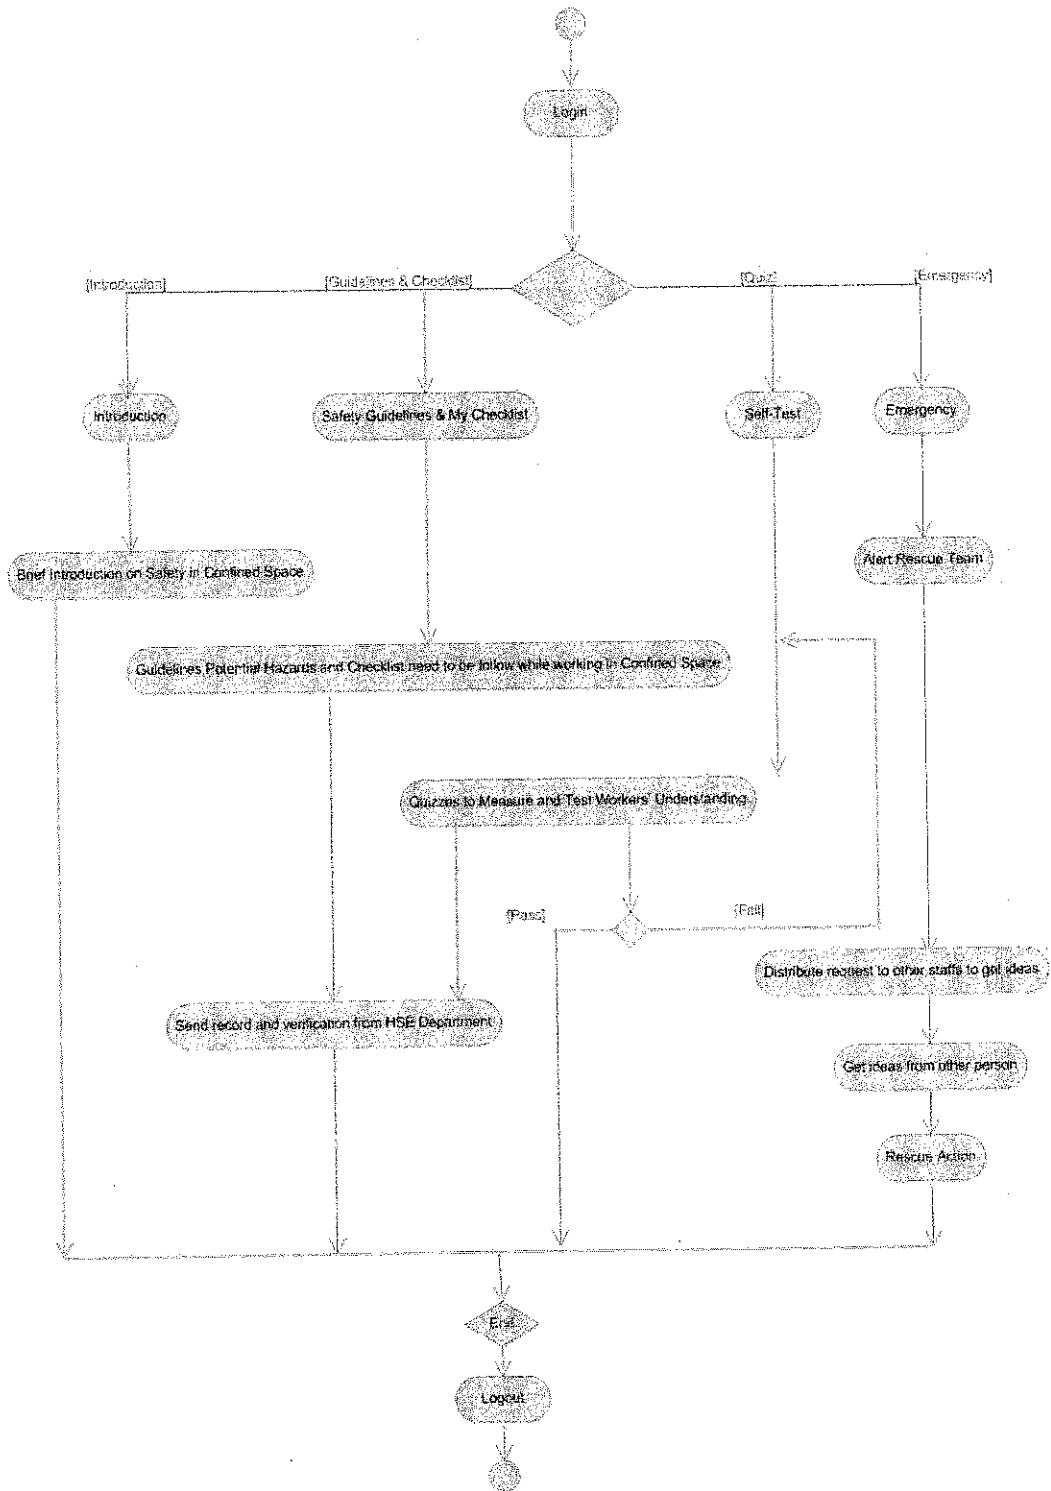 Login
[Introduction]
[Guidelines & Checklist]
[Quiz]
[Emergency]
Introduction
Safety Guidelines & My Checklist
Self-Test
Emergency
Brief Introduction on Safety in Confined Space
Alert Rescue Team
Guidelines Potential Hazards and Checklist need to be follow while working in Confined Space
Quizzes to Measure and Test Workers' Understanding
[Pass]
[Fail]
Distribute request to other staffs to get ideas
Send record and verification from HSE Department
Get ideas from other person
Rescue Action
End
Logout